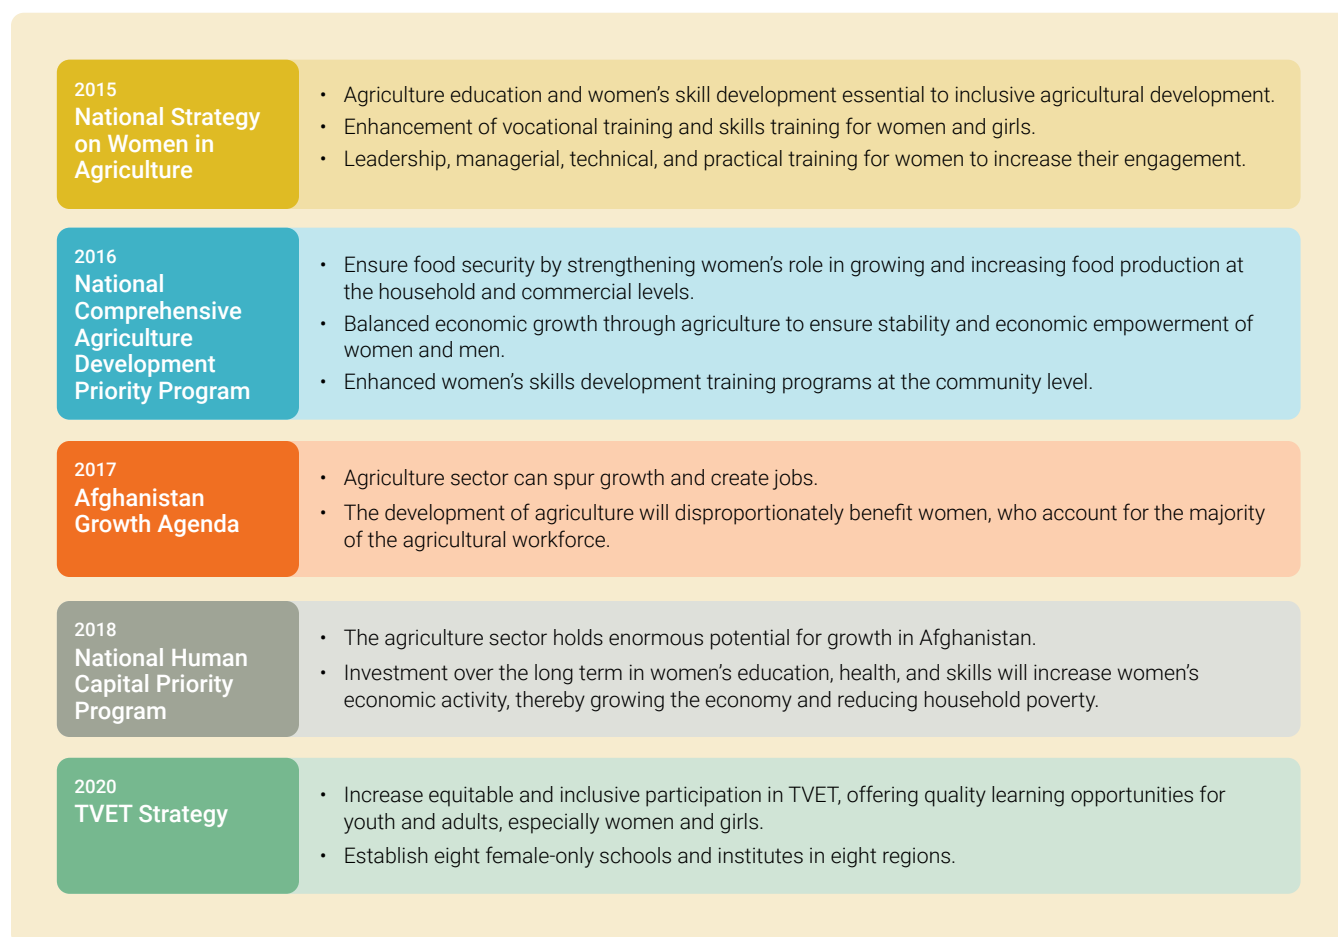 2015
National Strategy
on Women in
Agriculture
• Agriculture education and women’s skill development essential to inclusive agricultural development.
• Enhancement of vocational training and skills training for women and girls.
• Leadership, managerial, technical, and practical training for women to increase their engagement.
2016
National
Comprehensive
Agriculture
Development
Priority Program
• Ensure food security by strengthening women’s role in growing and increasing food production at
the household and commercial levels.
• Balanced economic growth through agriculture to ensure stability and economic empowerment of
women and men.
• Enhanced women’s skills development training programs at the community level.
2017
Afghanistan
Growth Agenda
• Agriculture sector can spur growth and create jobs.
• The development of agriculture will disproportionately benefit women, who account for the majority
of the agricultural workforce.
2018
National Human
Capital Priority
Program
• The agriculture sector holds enormous potential for growth in Afghanistan.
• Investment over the long term in women’s education, health, and skills will increase women’s
economic activity, thereby growing the economy and reducing household poverty.
2020
TVET Strategy
• Increase equitable and inclusive participation in TVET, offering quality learning opportunities for
youth and adults, especially women and girls.
• Establish eight female-only schools and institutes in eight regions.